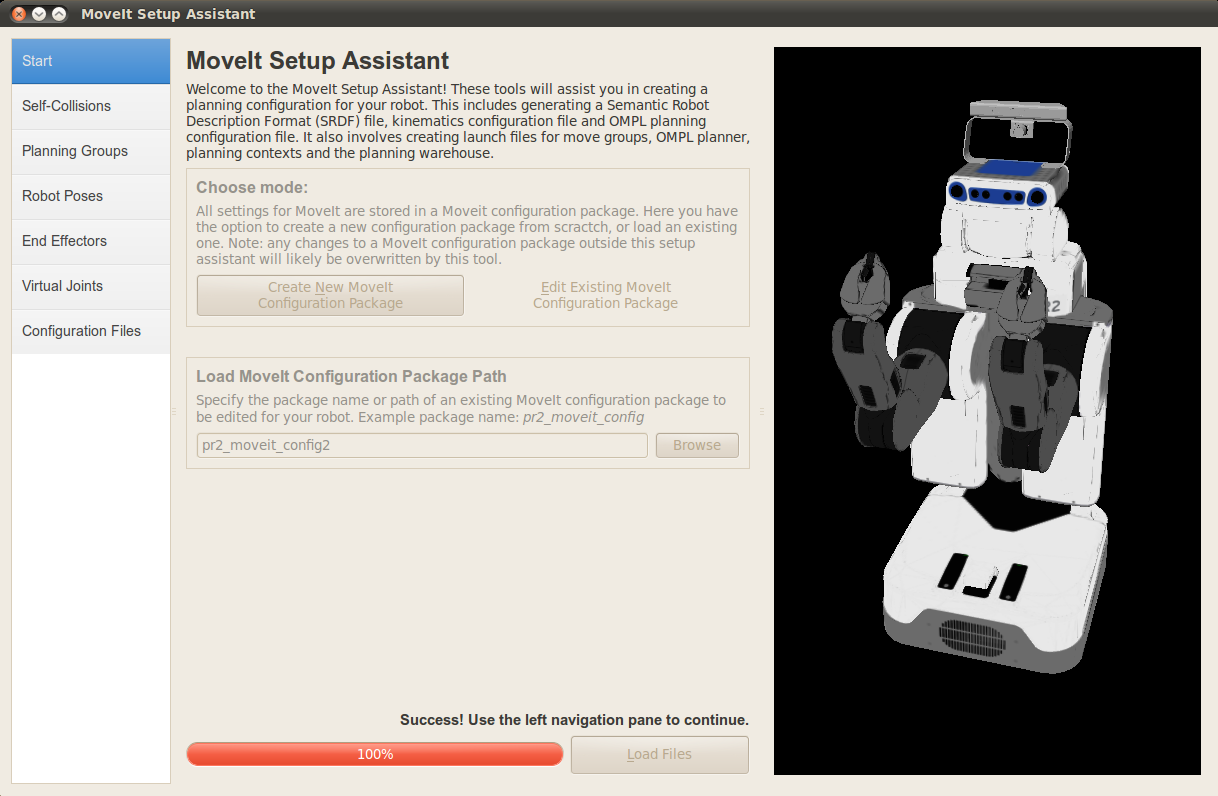 MoveIt Setup Assistant
Start
Self-Collisions
Planning Groups
Robot Poses
End Effectors
Virtual Joints
Configuration Files
MoveIt Setup Assistant
Welcome to the MoveIt Setup Assistant! These tools will assist you in creating a
planning configuration for your robot. This includes generating a Semantic Robot
Description Format (SRDF) file, kinematics configuration file and OMPL planning
configuration file. It also involves creating launch files for move groups, OMPL planner,
planning contexts and the planning warehouse.
Choose mode:
All settings for MoveIt are stored in a Moveit configuration package. Here you have
the option to create a new configuration package from scractch, or load an existing
one. Note: any changes to a MoveIt configuration package outside this setup
assistant will likely be overwritten by this tool.
Create New MoveIt
Configuration Package
Edit Existing MoveIt
Configuration Package
Load MoveIt Configuration Package Path
Specify the package name or path of an existing MoveIt configuration package to
be edited for your robot. Example package name: pr2_moveit_config
pr2_moveit_config2
Browse
Success! Use the left navigation pane to continue.
100%
Load Files